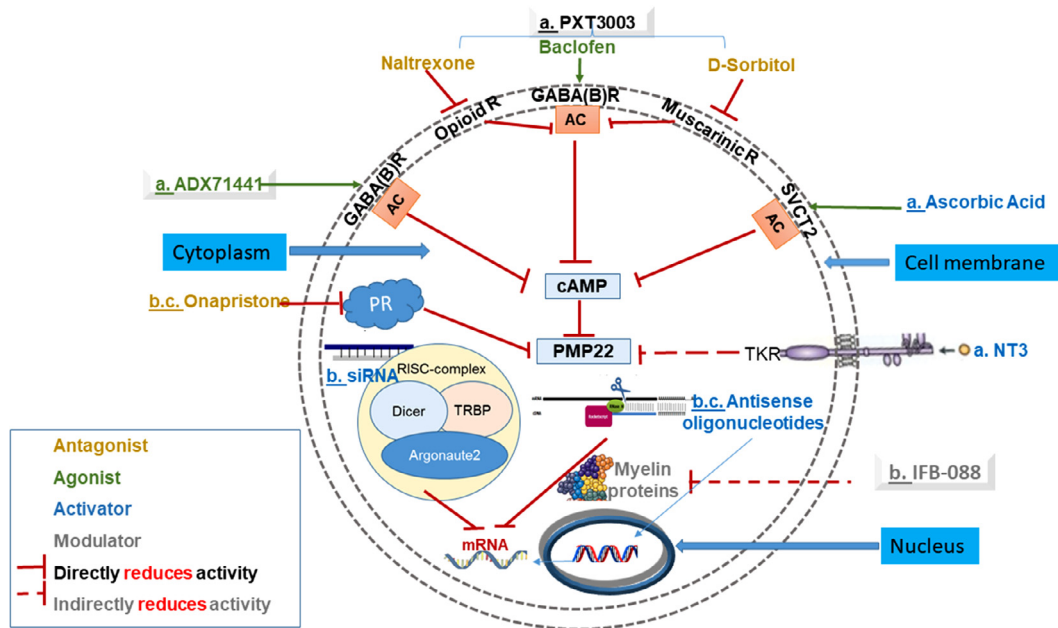 a. PXT3003
Baclofen
Naltrexone
D-Sorbitol
GABA(B)R
Opioid R
Muscarinic R
AC
a. ADX71441
GABA(B)R
AC
SVCT2
AC
a. Ascorbic Acid
Cytoplasm
Cell membrane
cAMP
b.c. Onapristone
PR
PMP22
TKR
a. NT3
b. siRNA
RISC-complex
Dicer
TRBP
Argonaute2
b.c. Antisense
oligonucleotides
Myelin
proteins
b. IFB-088
mRNA
Nucleus
Antagonist
Agonist
Activator
Modulator
Directly reduces activity
Indirectly reduces activity